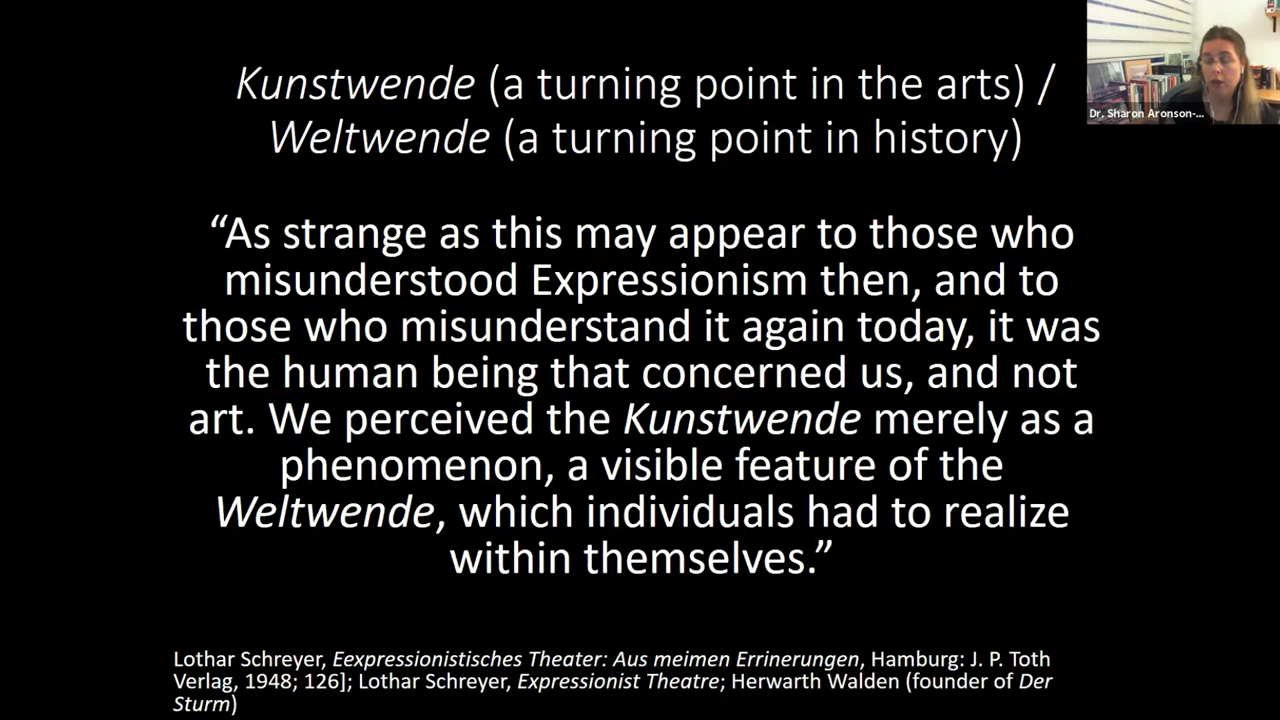 Kunstwende (a turning point in the arts) /
Weltwende (a turning point in history)
Dr. Sharon Aronson-...
“As strange as this may appear to those who
misunderstood Expressionism then, and to
those who misunderstand it again today, it was
the human being that concerned us, and not
art. We perceived the Kunstwende merely as a
phenomenon, a visible feature of the
Weltwende, which individuals had to realize
within themselves.”
Lothar Schreyer, Eexpressionistisches Theater: Aus meimen Errinerungen, Hamburg: J. P. Toth
Verlag, 1948; 126]; Lothar Schreyer, Expressionist Theatre; Herwarth Walden (founder of Der
Sturm)